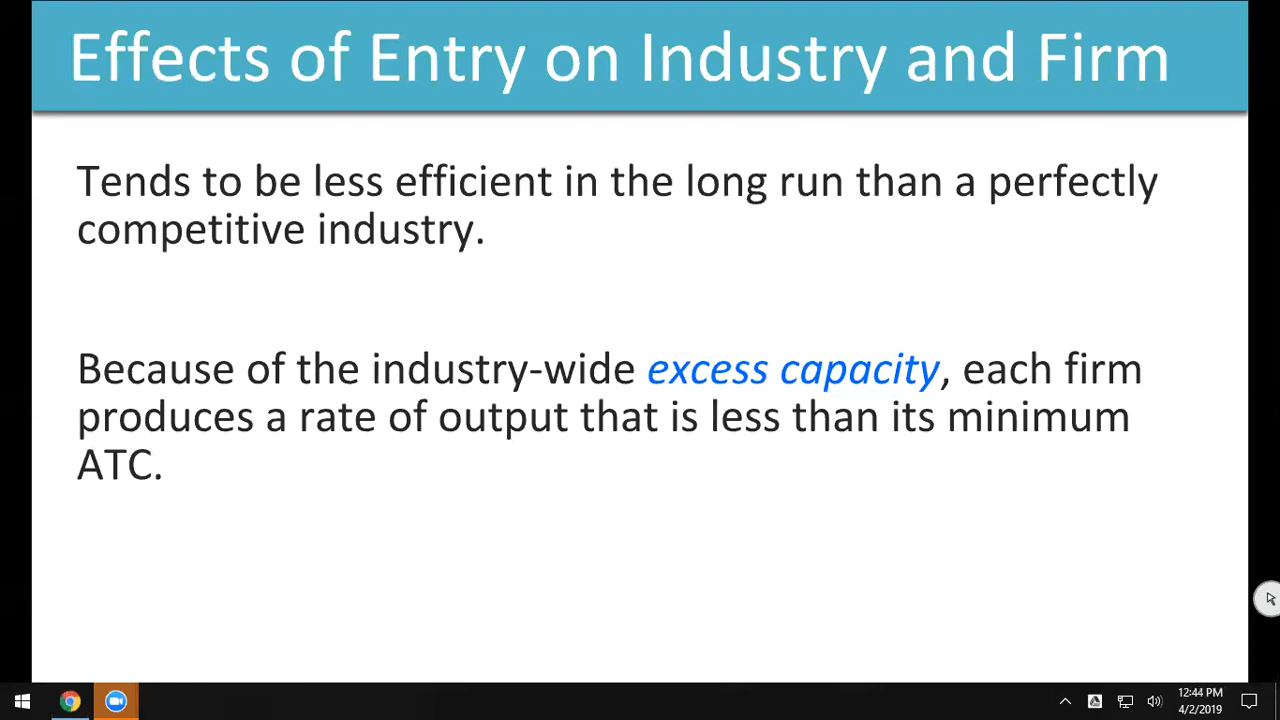 Effects of Entry on Industry and Firm
Tends to be less efficient in the long run than a perfectly
competitive industry.
Because of the industry-wide excess capacity, each firm
produces a rate of output that is less than its minimum
ATC.
12:44 PM
4/2/2019